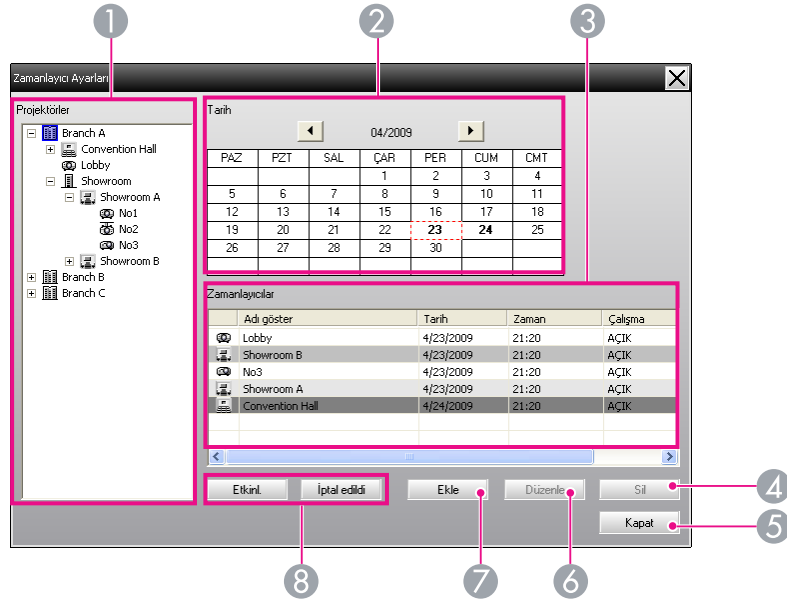 1
2
3
Zamanlayıcı Ayarları
Projektörler
Branch A
Convention Hall
Lobby
Showroom
Showroom A
No1
No2
No3
Showroom B
Branch B
Branch C
Tarih
04/2009
PAZ PZT SAL ÇAR PER CUM CMT
1 2 3 4
5 6 7 8 9 10 11
12 13 14 15 16 17 18
19 20 21 22 23 24 25
26 27 28 29 30
Zamanlayıcılar
Adı göster Tarih Zaman Çalışma
Lobby 4/23/2009 21:20 AÇIK
Showroom B 4/23/2009 21:20 AÇIK
No3 4/23/2009 21:20 AÇIK
Showroom A 4/23/2009 21:20 AÇIK
Convention Hall 4/24/2009 21:20 AÇIK
Etkinl. İptal edildi Ekle Düzenle Sil
4
Kapat
5
8
7
6